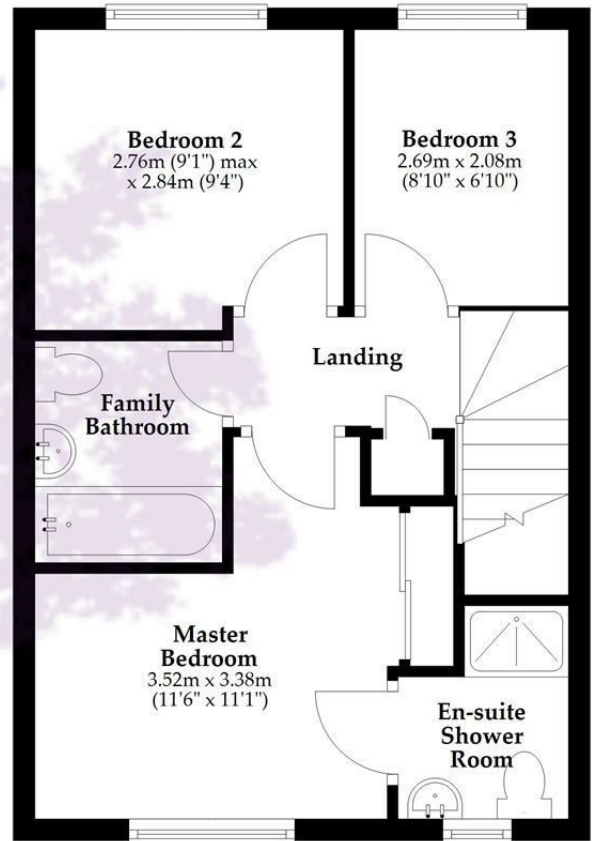 Bedroom 2
2.76m (9'1") max
x 2.84m (9'4")
Bedroom 3
2.69m x 2.08m
(8'10" x 6'10")
Landing
Family
Bathroom
Master
Bedroom
3.52m x 3.38m
(11'6" x 11'1")
En-suite
Shower
Room